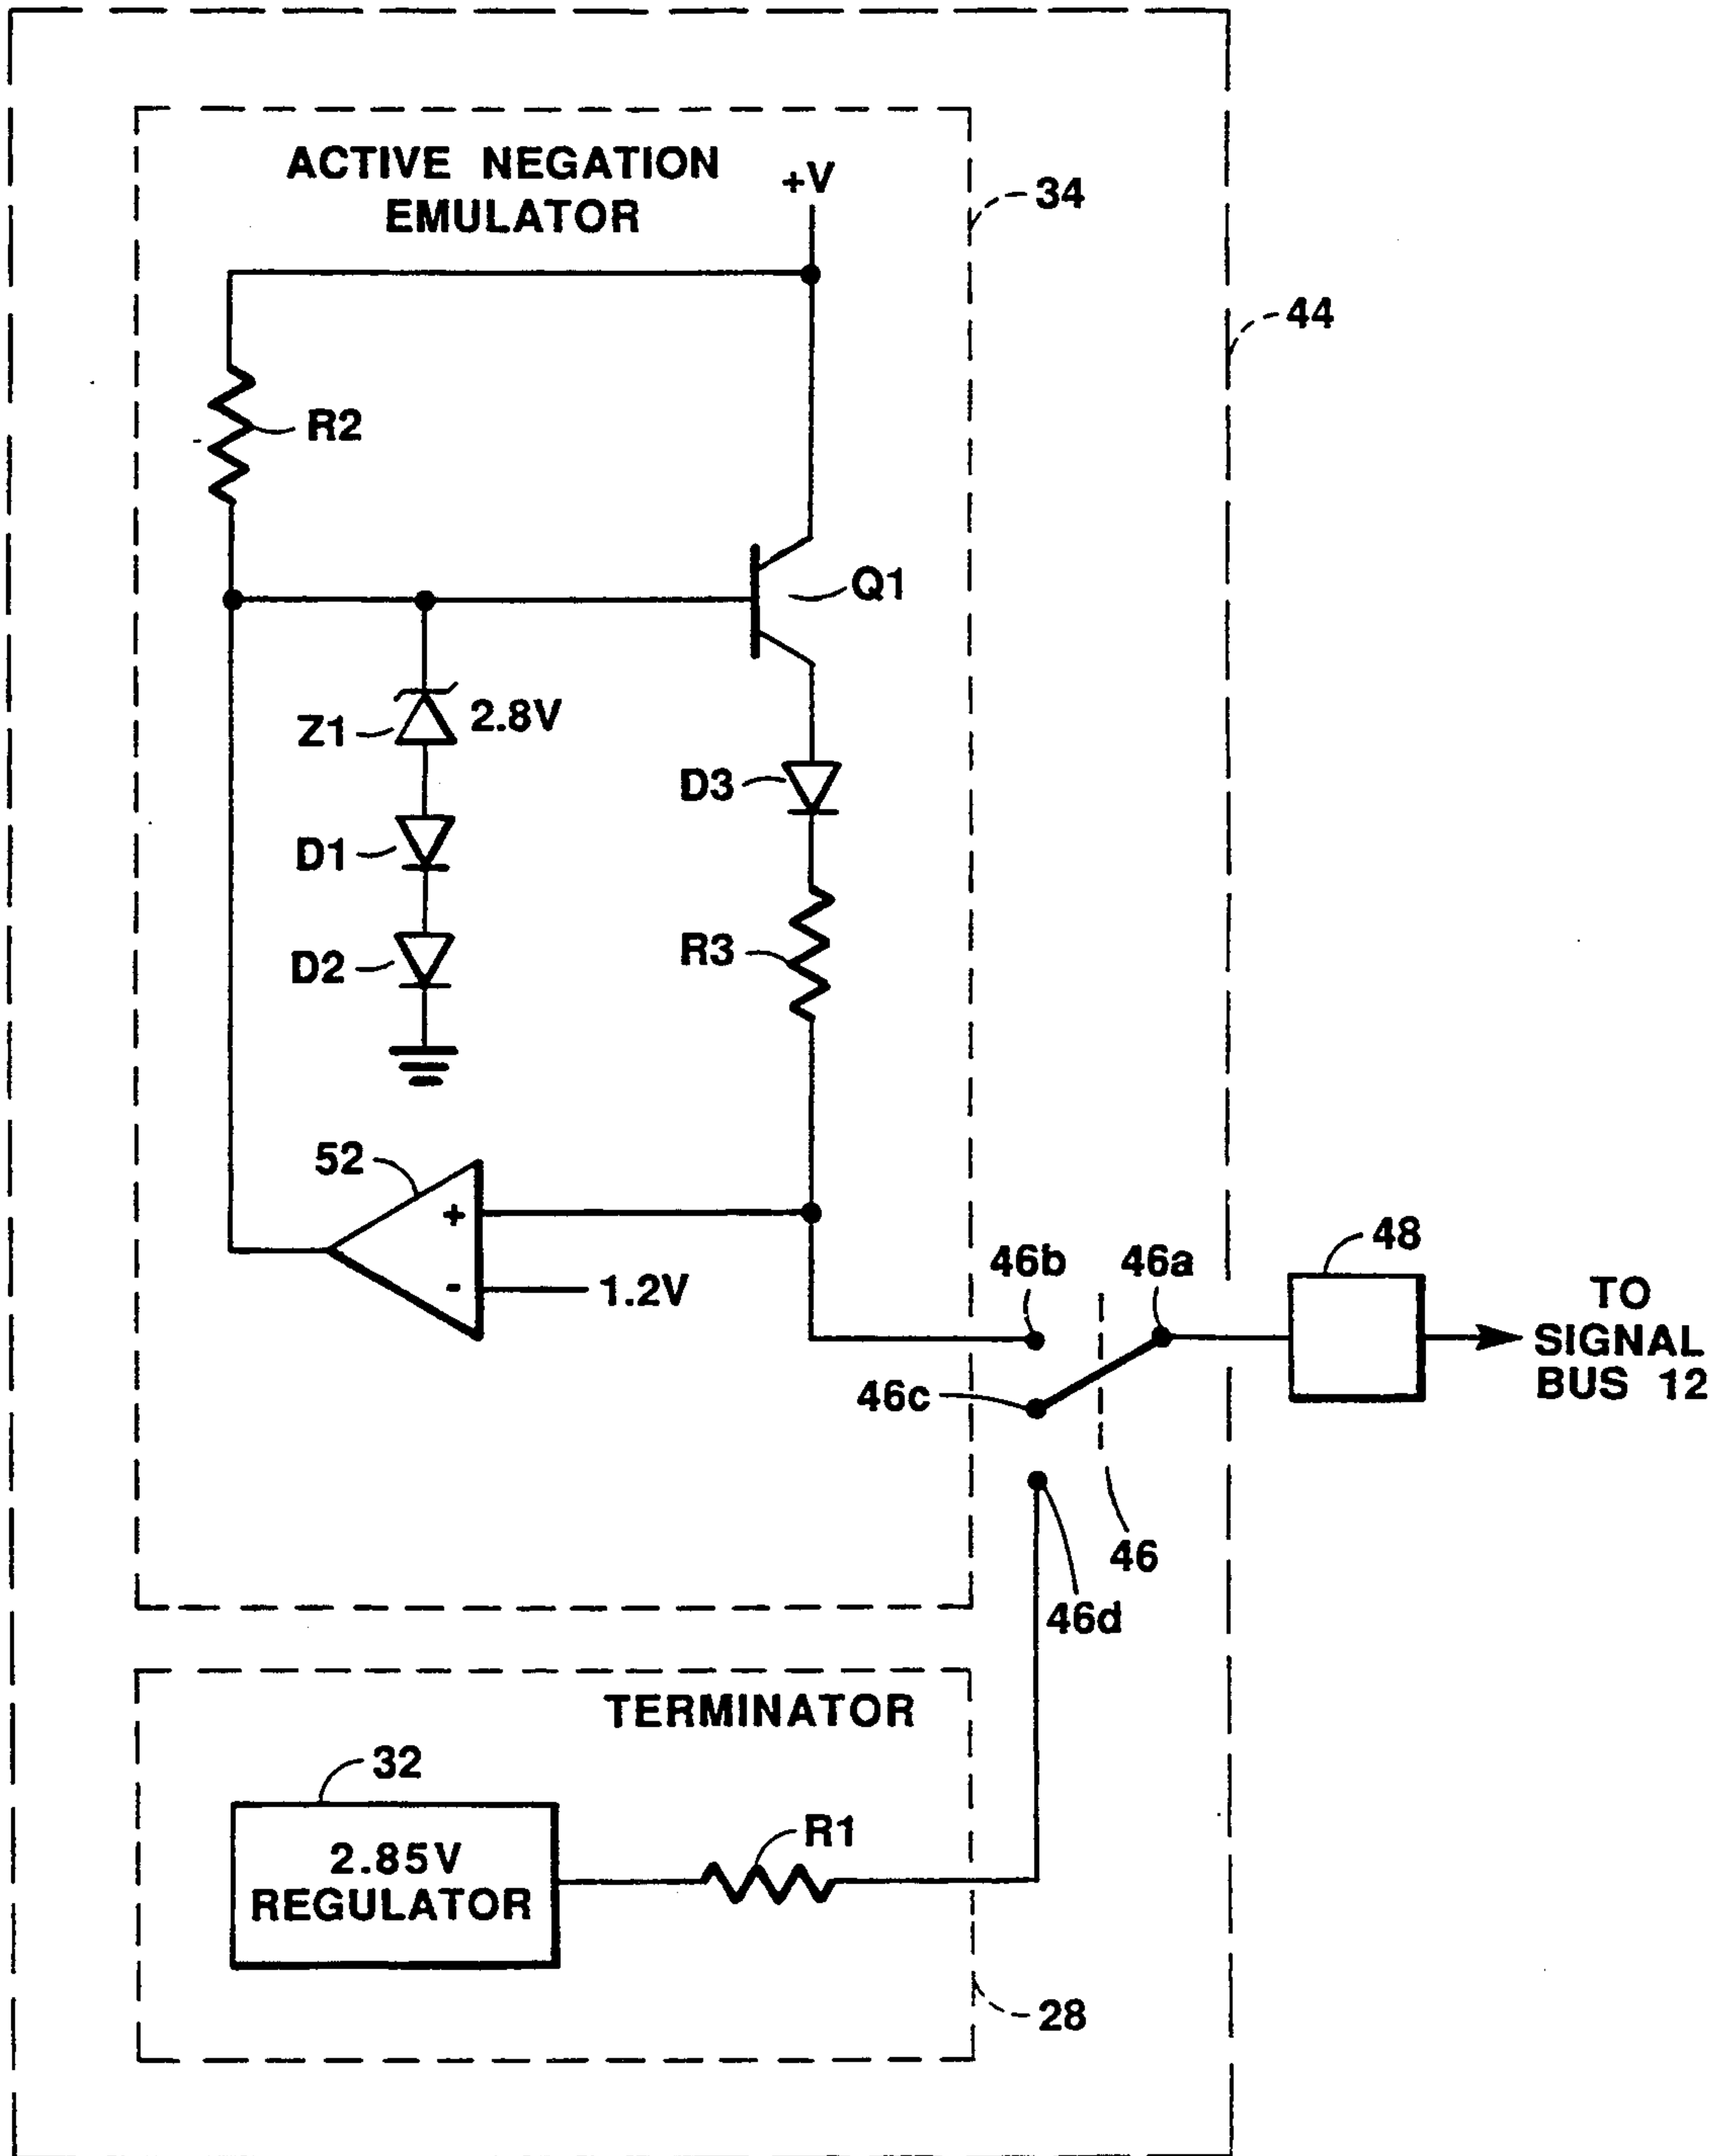 ACTIVE NEGATION
EMULATOR
+V
34
44
R2
Q1
Z1
2.8V
D3
D1
R3
D2
52
+
-
1.2V
46b
46a
48
TO
SIGNAL
BUS 12
46c
46
46d
TERMINATOR
32
R1
2.85V
REGULATOR
28